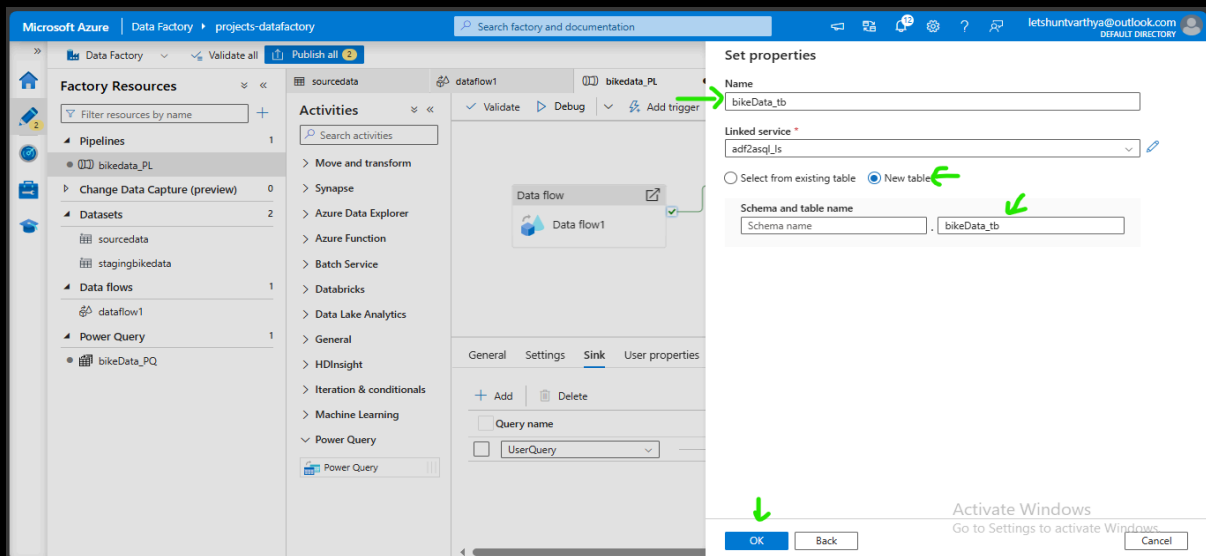 Microsoft Azure
Data Factory
projects-datafactory
Search factory and documentation
12
letshuntvarthya@outlook.com
DEFAULT DIRECTORY
Data Factory
Validate all
Publish all 2
Factory Resources
Filter resources by name
Pipelines 1
bikedata_PL
Change Data Capture (preview) 0
Datasets 2
sourcedata
stagingbikedata
Data flows 1
dataflow1
Power Query 1
bikeData_PQ
2
sourcedata
dataflow1
bikedata_PL
Activities
Search activities
Move and transform
Synapse
Azure Data Explorer
Azure Function
Batch Service
Databricks
Data Lake Analytics
General
HDInsight
Iteration & conditionals
Machine Learning
Power Query
Power Query
Validate
Debug
Add trigger
Data flow
Data flow1
General
Settings
Sink
User properties
Add
Delete
Query name
UserQuery
Set properties
Name
bikeData_tb
Linked service *
adf2asql_ls
Select from existing table
New table
Schema and table name
Schema name . bikeData_tb
Activate Windows
Go to Settings to activate Windows.
OK
Back
Cancel